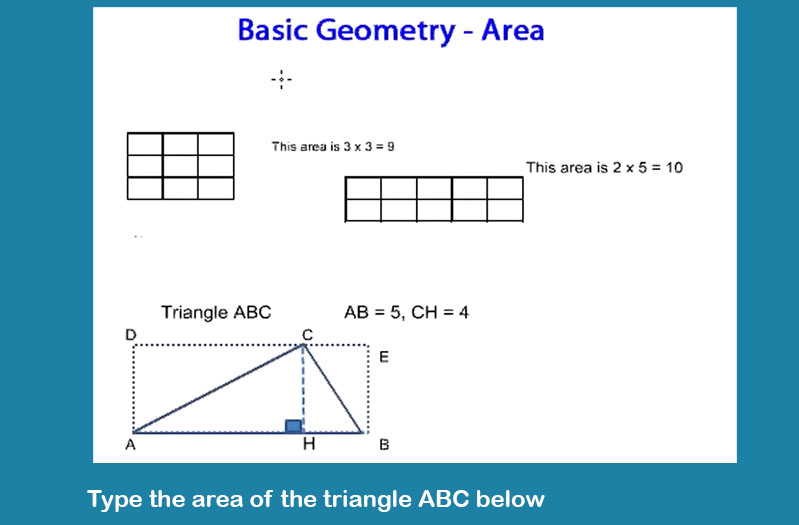 Basic Geometry - Area
This area is 3 x 3 = 9
This area is 2 x 5 = 10
Triangle ABC
AB = 5, CH = 4
D
C
E
A
H
B
Type the area of the triangle ABC below